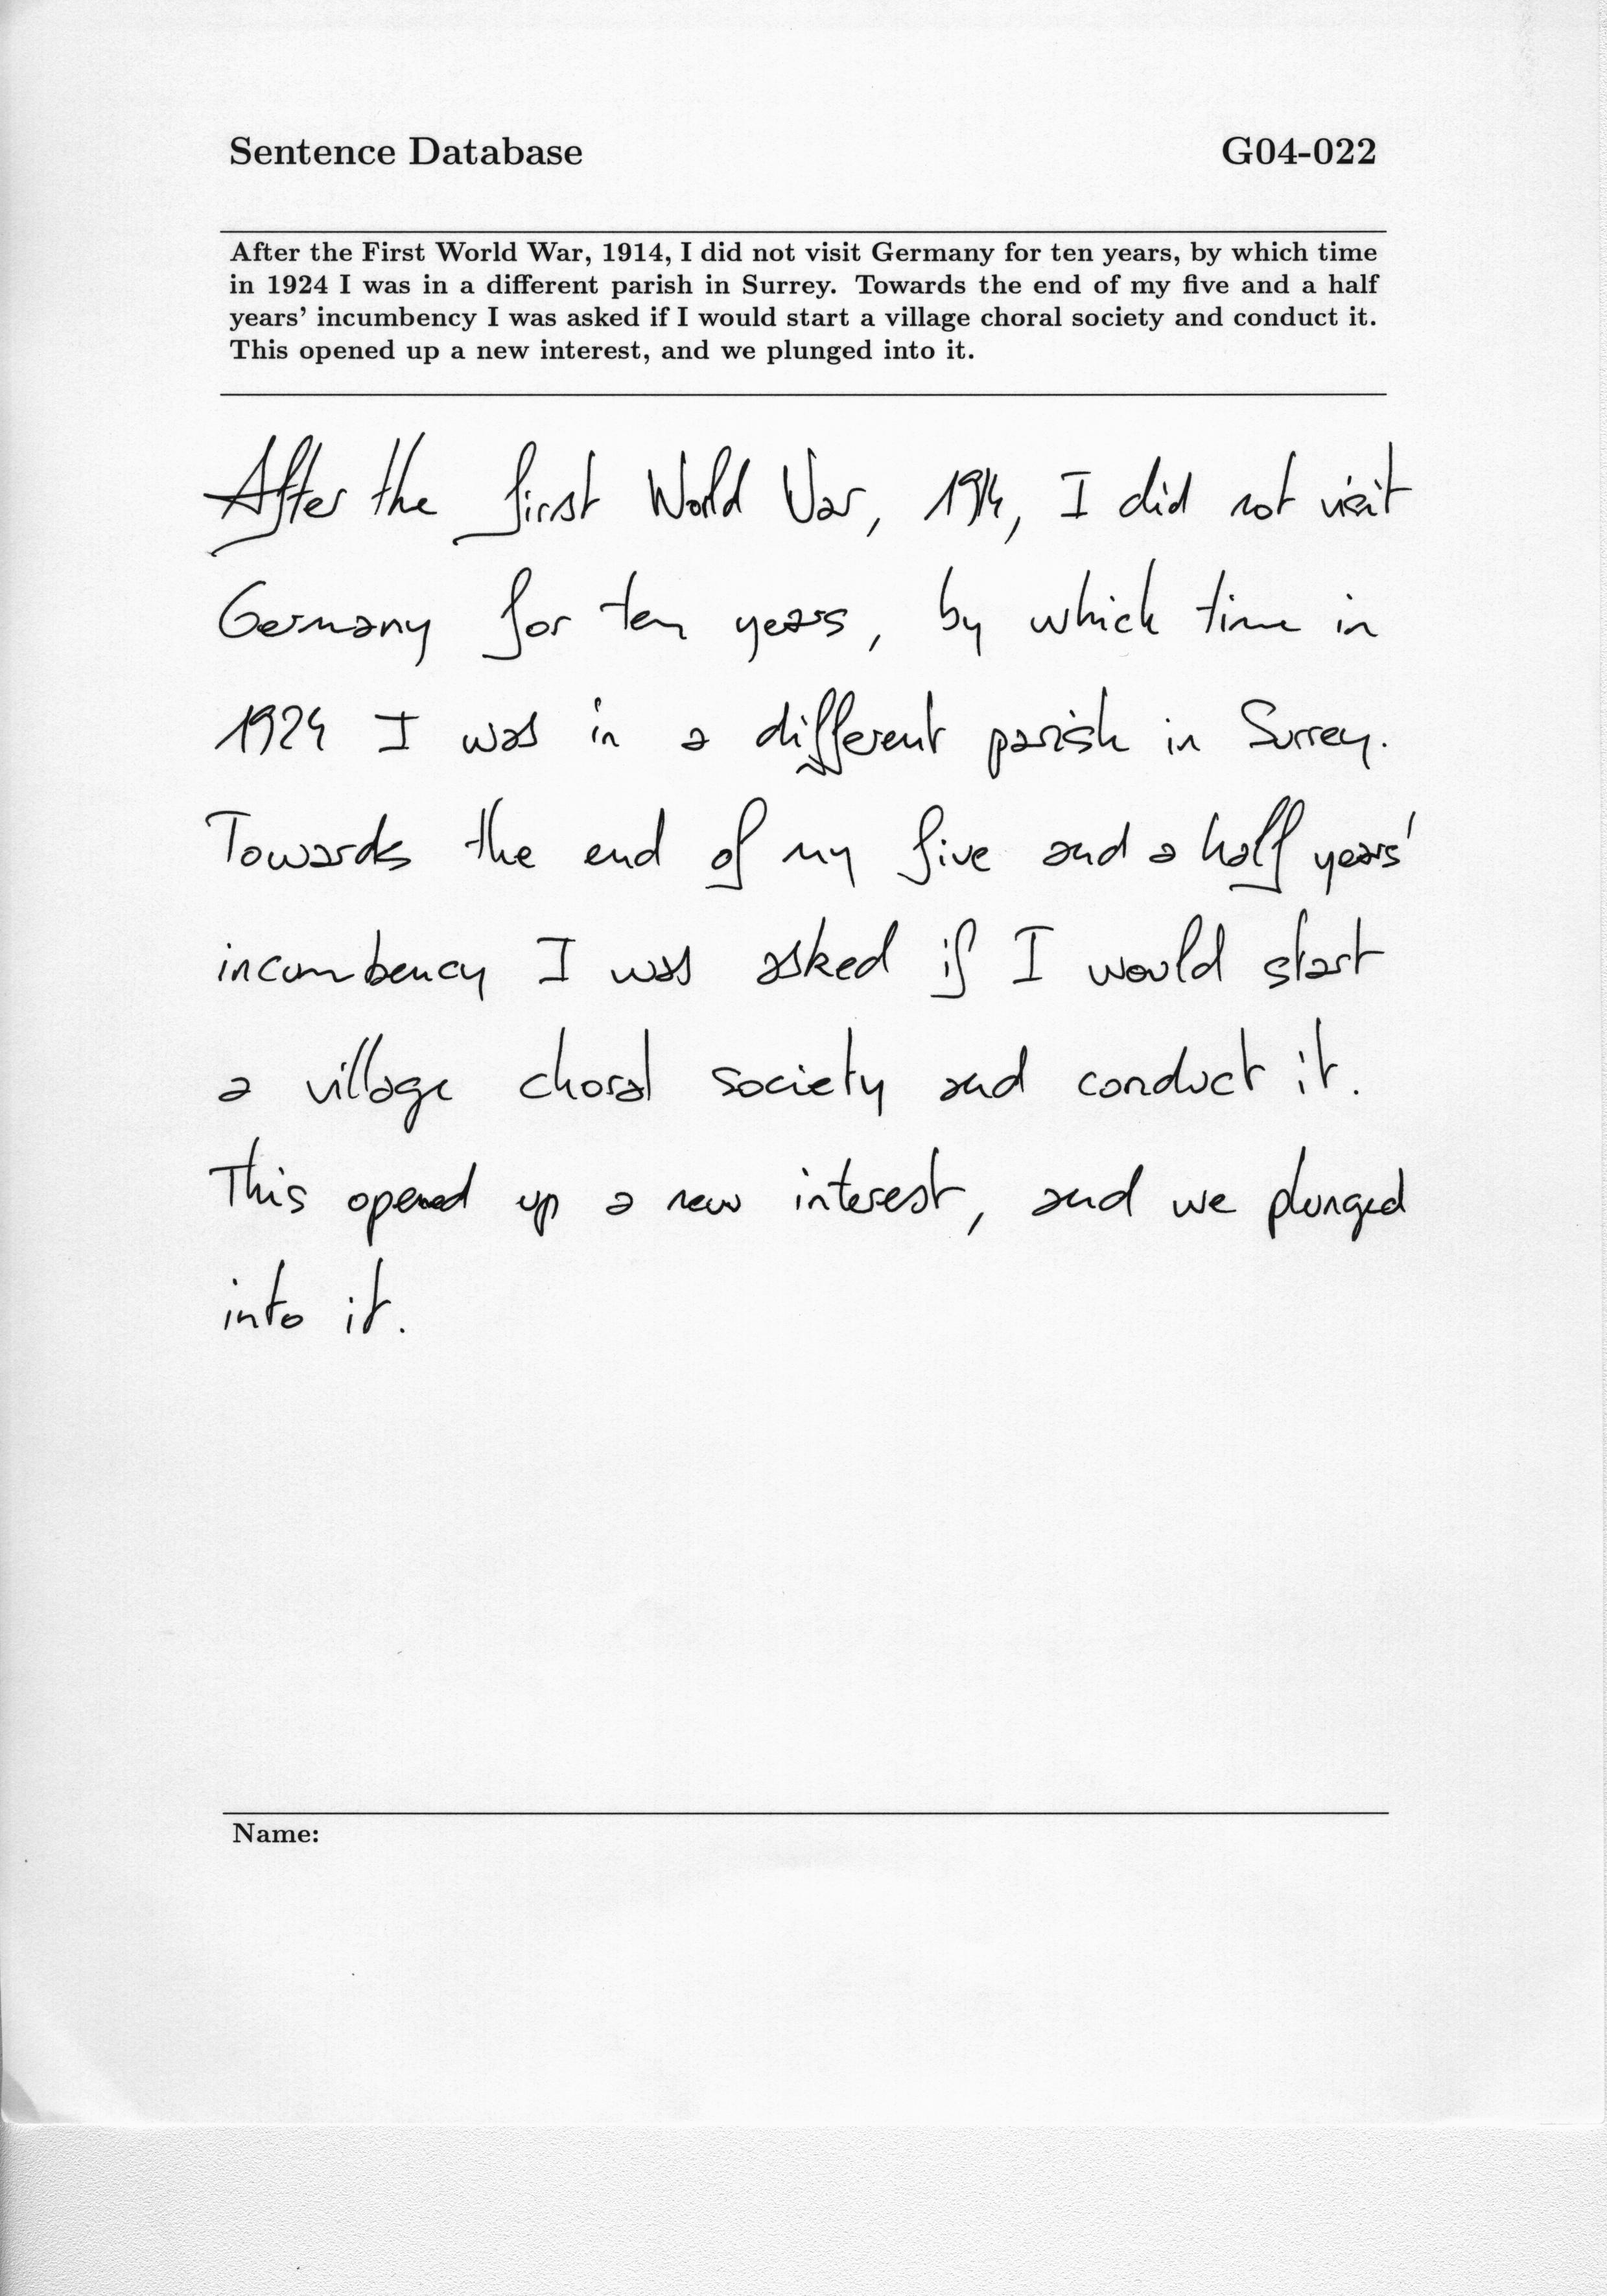 Sentence Database G04-022
After the First World War, 1914, I did not visit Germany for ten years, by which time
in 1924 I was in a different parish in Surrey. Towards the end of my five and a half
years' incumbency I was asked if I would start a village choral society and conduct it.
This opened up a new interest, and we plunged into it.
After the first World War, 1914, I did not visit
Germany for ten years, by which time in
1924 I was in a different parish in Surrey.
Towards the end of my five and a half years'
incumbency I was asked if I would start
a village choral society and conduct it.
This opened up a new interest, and we plunged
into it.
Name: